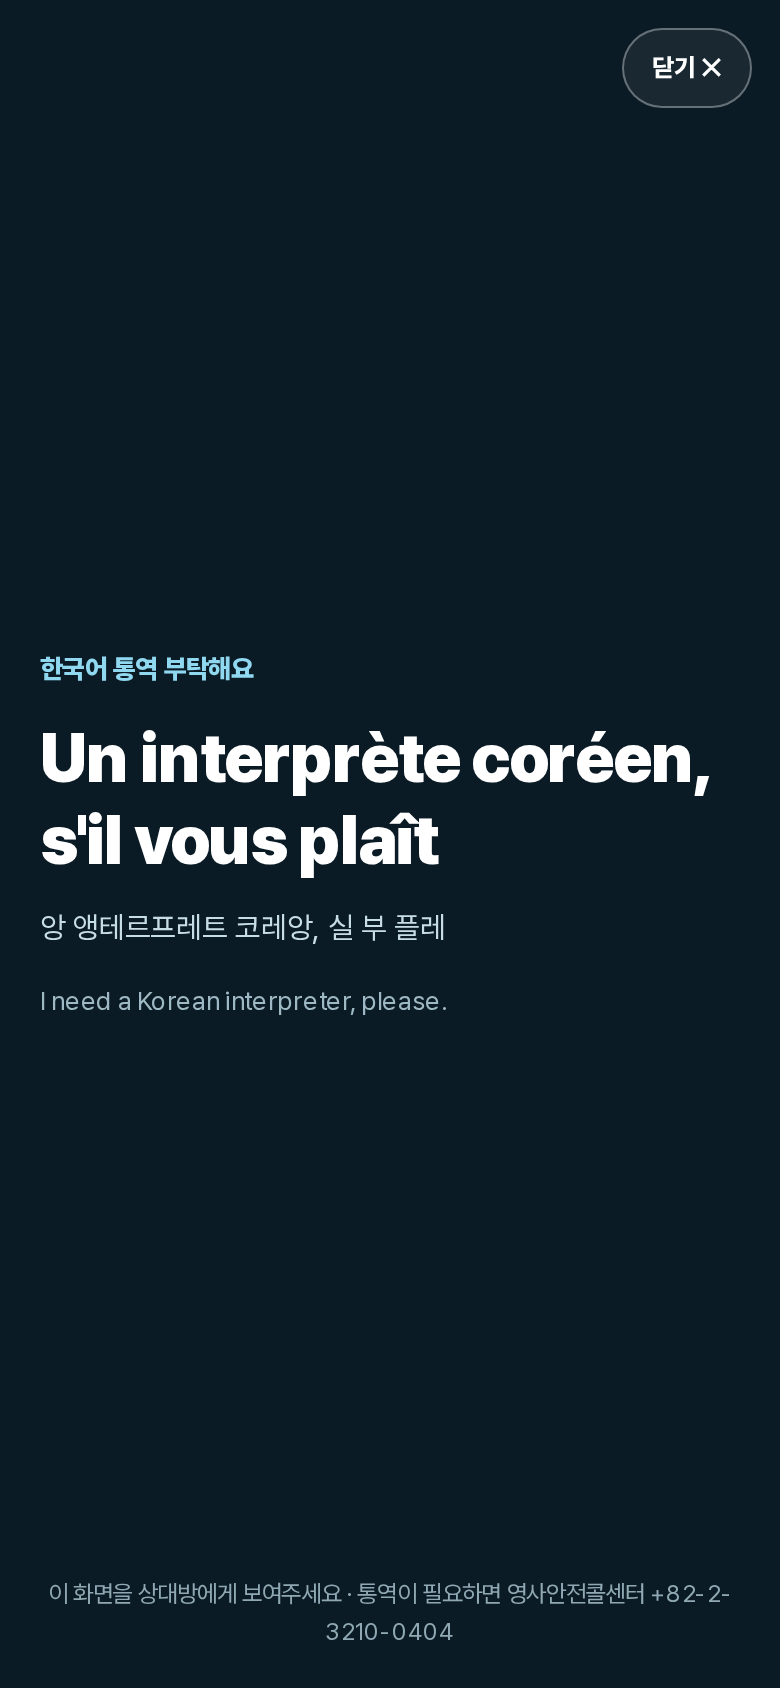 닫기 ✕
한국어 통역 부탁해요
Un interprète coréen,
s'il vous plaît
앙 앵테르프레트 코레앙, 실 부 플레
I need a Korean interpreter, please.
이 화면을 상대방에게 보여주세요 · 통역이 필요하면 영사안전콜센터 +82-2-
3210-0404